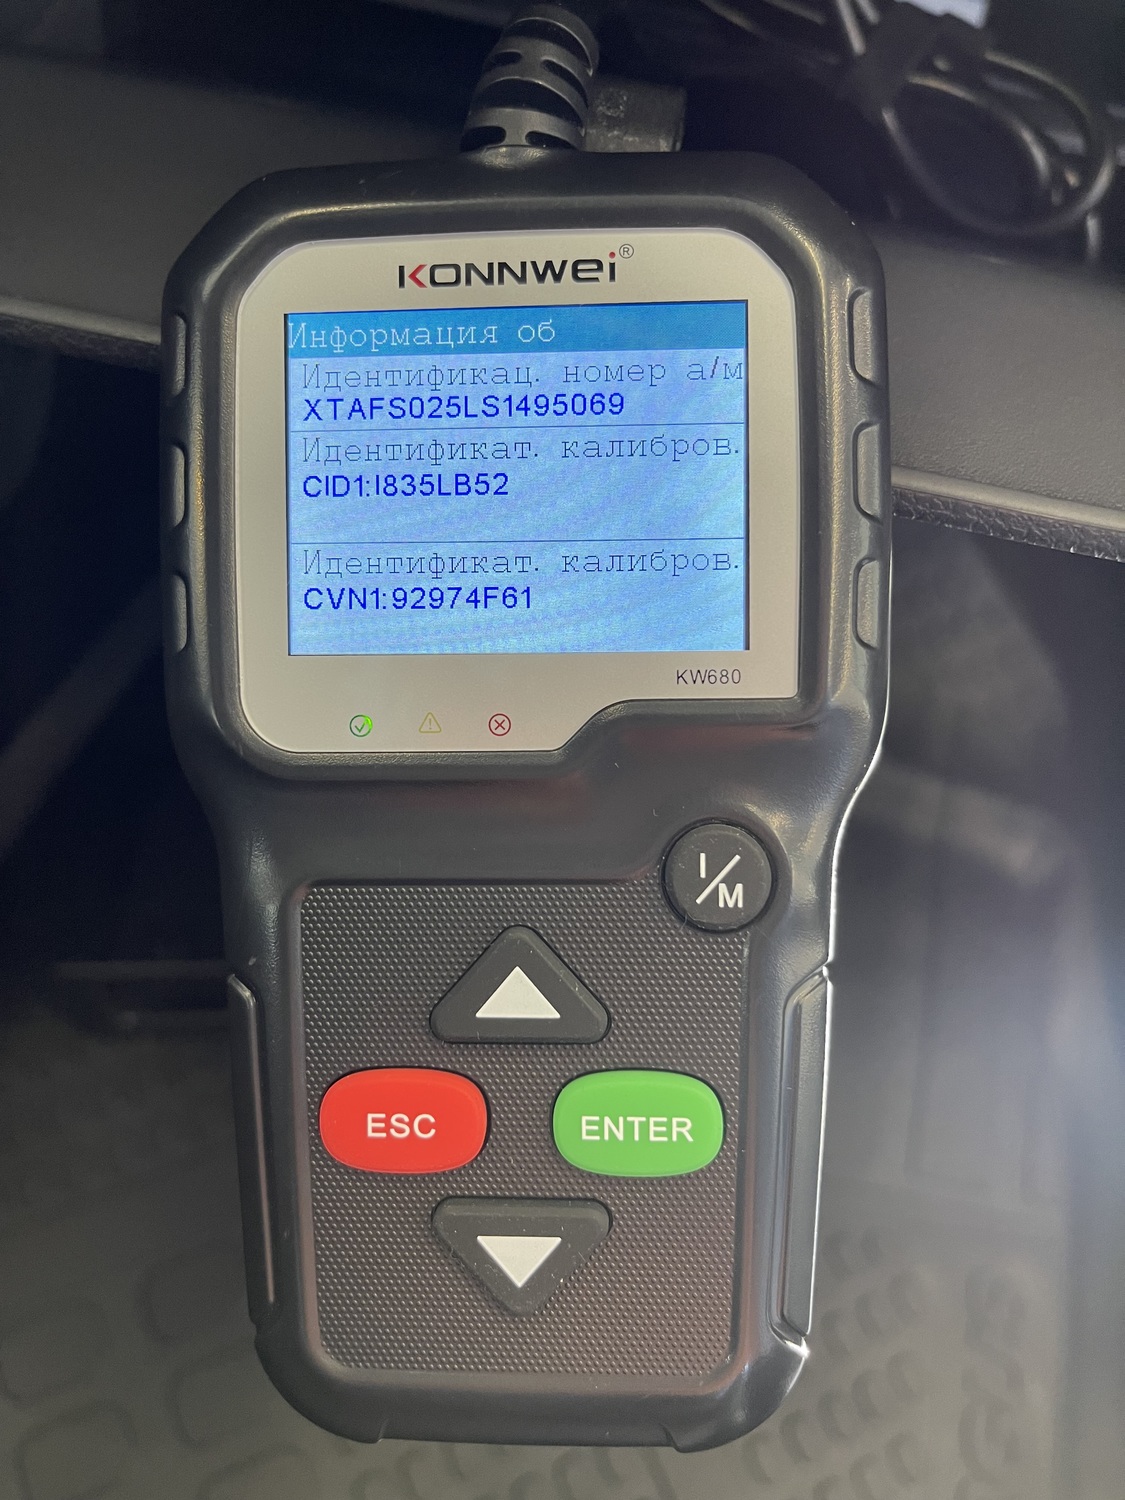 KONNWEI®
Информация об
Идентификац. номер а/м
XTAFS025LS1495069
Идентификат. калибров.
CID1:I835LB52
Идентификат. калибров.
CVN1:92974F61
KW680
I/M
ESC
ENTER